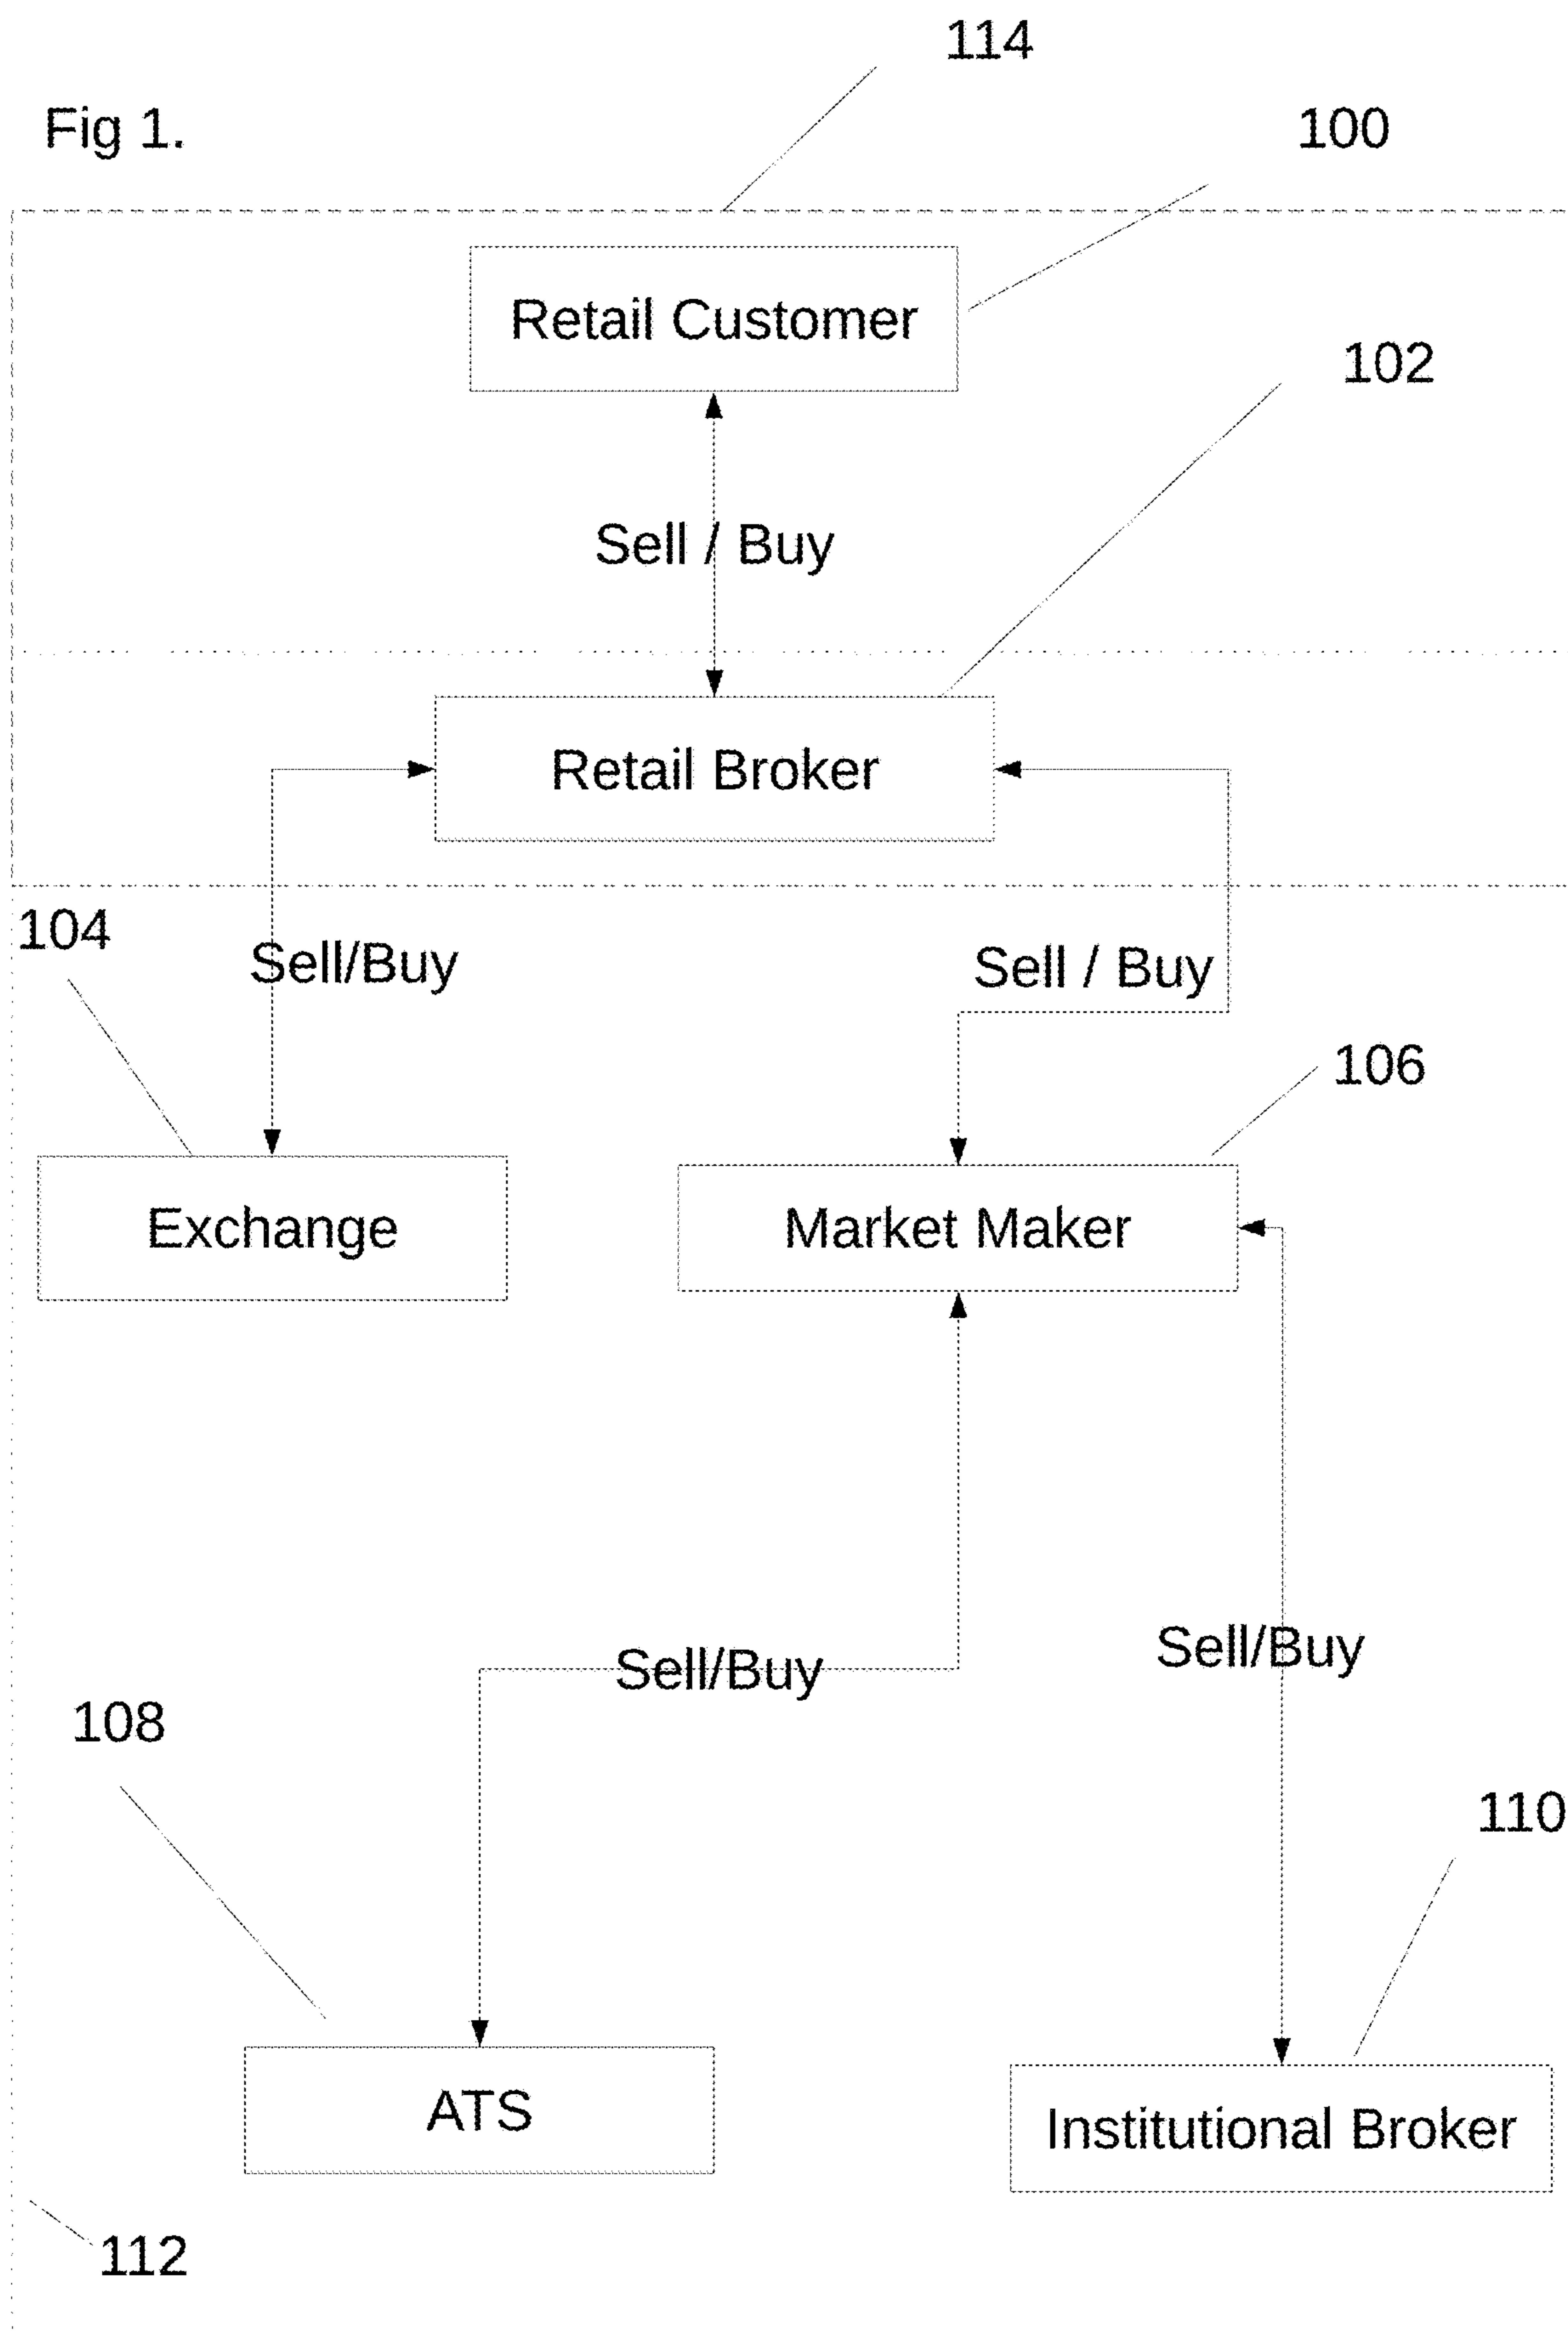 114
Fig 1.
100
Retail Customer
102
Sell / Buy
Retail Broker
104
Sell/Buy
Sell / Buy
106
Exchange
Market Maker
Sell/Buy
Sell/Buy
108
110
ATS
Institutional Broker
112